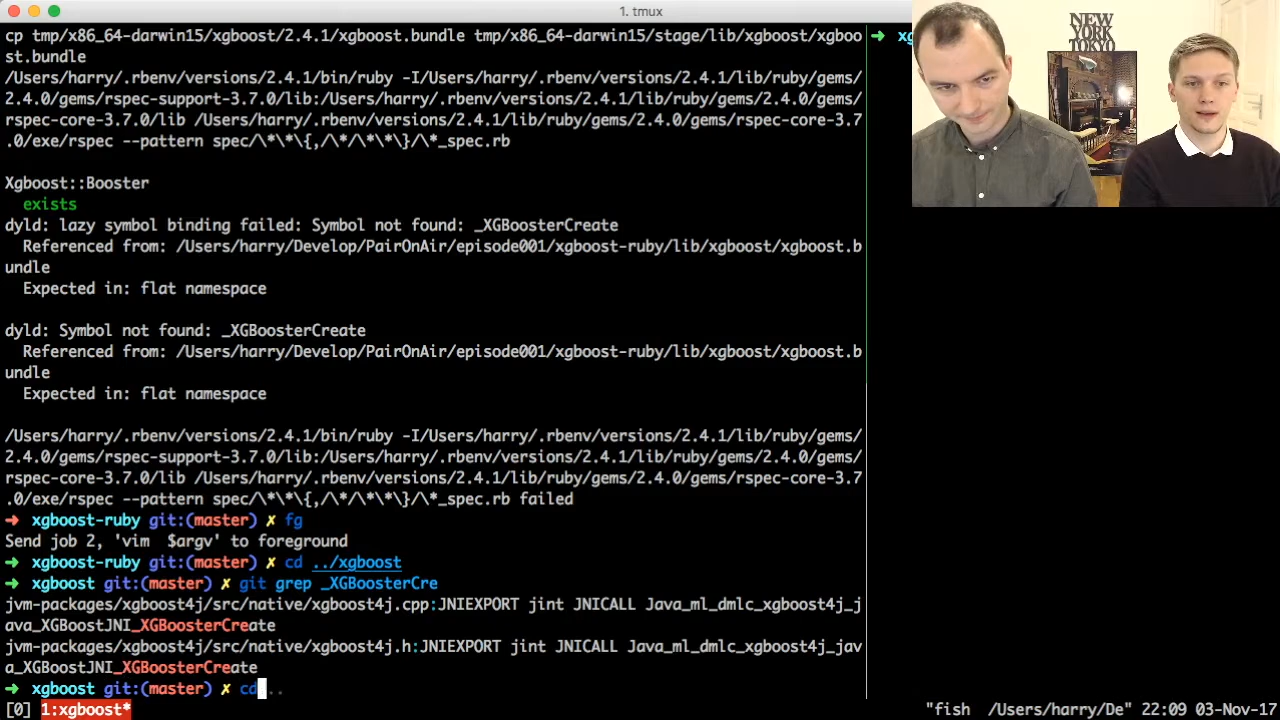 1. tmux
cp tmp/x86_64-darwin15/xgboost/2.4.1/xgboost.bundle tmp/x86_64-darwin15/stage/lib/xgboost/xgboo
st.bundle
/Users/harry/.rbenv/versions/2.4.1/bin/ruby -I/Users/harry/.rbenv/versions/2.4.1/lib/ruby/gems/
2.4.0/gems/rspec-support-3.7.0/lib:/Users/harry/.rbenv/versions/2.4.1/lib/ruby/gems/2.4.0/gems/
rspec-core-3.7.0/lib /Users/harry/.rbenv/versions/2.4.1/lib/ruby/gems/2.4.0/gems/rspec-core-3.7
.0/exe/rspec --pattern spec/\*\*\{,/\*/\*\*\}/\*_spec.rb
Xgboost::Booster
exists
dyld: lazy symbol binding failed: Symbol not found: _XGBoosterCreate
Referenced from: /Users/harry/Develop/PairOnAir/episode001/xgboost-ruby/lib/xgboost/xgboost.b
undle
Expected in: flat namespace
dyld: Symbol not found: _XGBoosterCreate
Referenced from: /Users/harry/Develop/PairOnAir/episode001/xgboost-ruby/lib/xgboost/xgboost.b
undle
Expected in: flat namespace
/Users/harry/.rbenv/versions/2.4.1/bin/ruby -I/Users/harry/.rbenv/versions/2.4.1/lib/ruby/gems/
2.4.0/gems/rspec-support-3.7.0/lib:/Users/harry/.rbenv/versions/2.4.1/lib/ruby/gems/2.4.0/gems/
rspec-core-3.7.0/lib /Users/harry/.rbenv/versions/2.4.1/lib/ruby/gems/2.4.0/gems/rspec-core-3.7
.0/exe/rspec --pattern spec/\*\*\{,/\*/\*\*\}/\*_spec.rb failed
➜ xgboost-ruby git:(master) ✗ fg
Send job 2, 'vim  $argv' to foreground
➜ xgboost-ruby git:(master) ✗ cd ../xgboost
➜ xgboost git:(master) ✗ git grep _XGBoosterCre
jvm-packages/xgboost4j/src/native/xgboost4j.cpp:JNIEXPORT jint JNICALL Java_ml_dmlc_xgboost4j_j
ava_XGBoostJNI_XGBoosterCreate
jvm-packages/xgboost4j/src/native/xgboost4j.h:JNIEXPORT jint JNICALL Java_ml_dmlc_xgboost4j_jav
a_XGBoostJNI_XGBoosterCreate
➜ xgboost git:(master) ✗ cd ..
[0] 1:xgboost* "fish  /Users/harry/De" 22:09 03-Nov-17
➜ xg
NEW
YORK
TOKYO